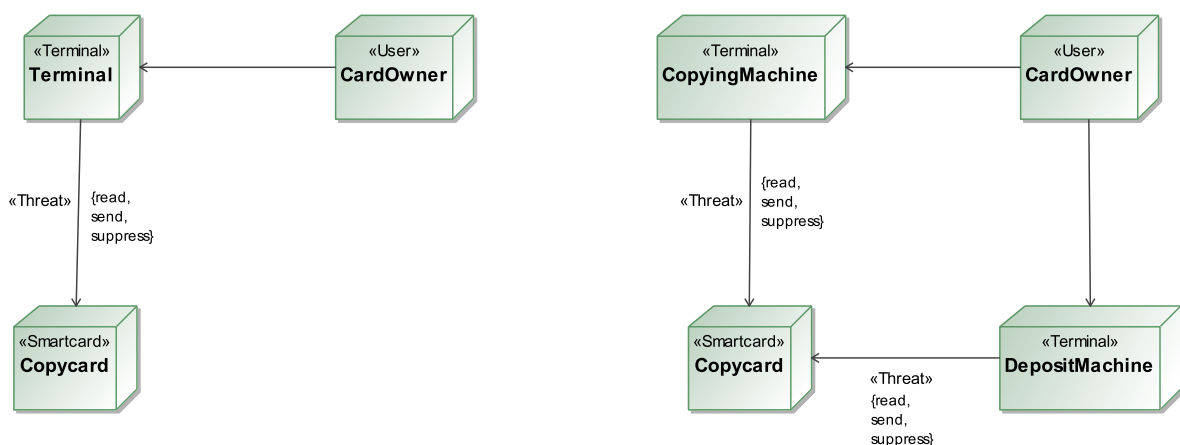 «Terminal»
Terminal
«User»
CardOwner
«Threat»
{read,
send,
suppress}
«Smartcard»
Copycard
«Terminal»
CopyingMachine
«User»
CardOwner
«Threat»
{read,
send,
suppress}
«Smartcard»
Copycard
«Terminal»
DepositMachine
«Threat»
{read,
send,
suppress}